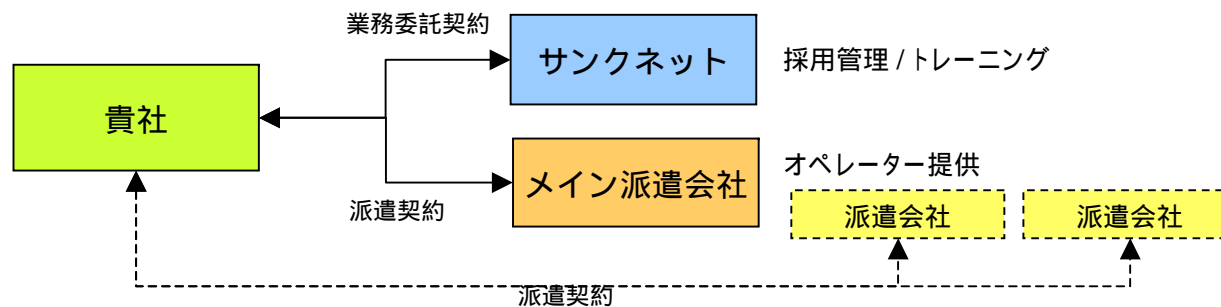 業務委託契約
サンクネット
採用管理 / トレーニング
貴社
メイン派遣会社
オペレーター提供
派遣契約
派遣会社
派遣会社
派遣契約